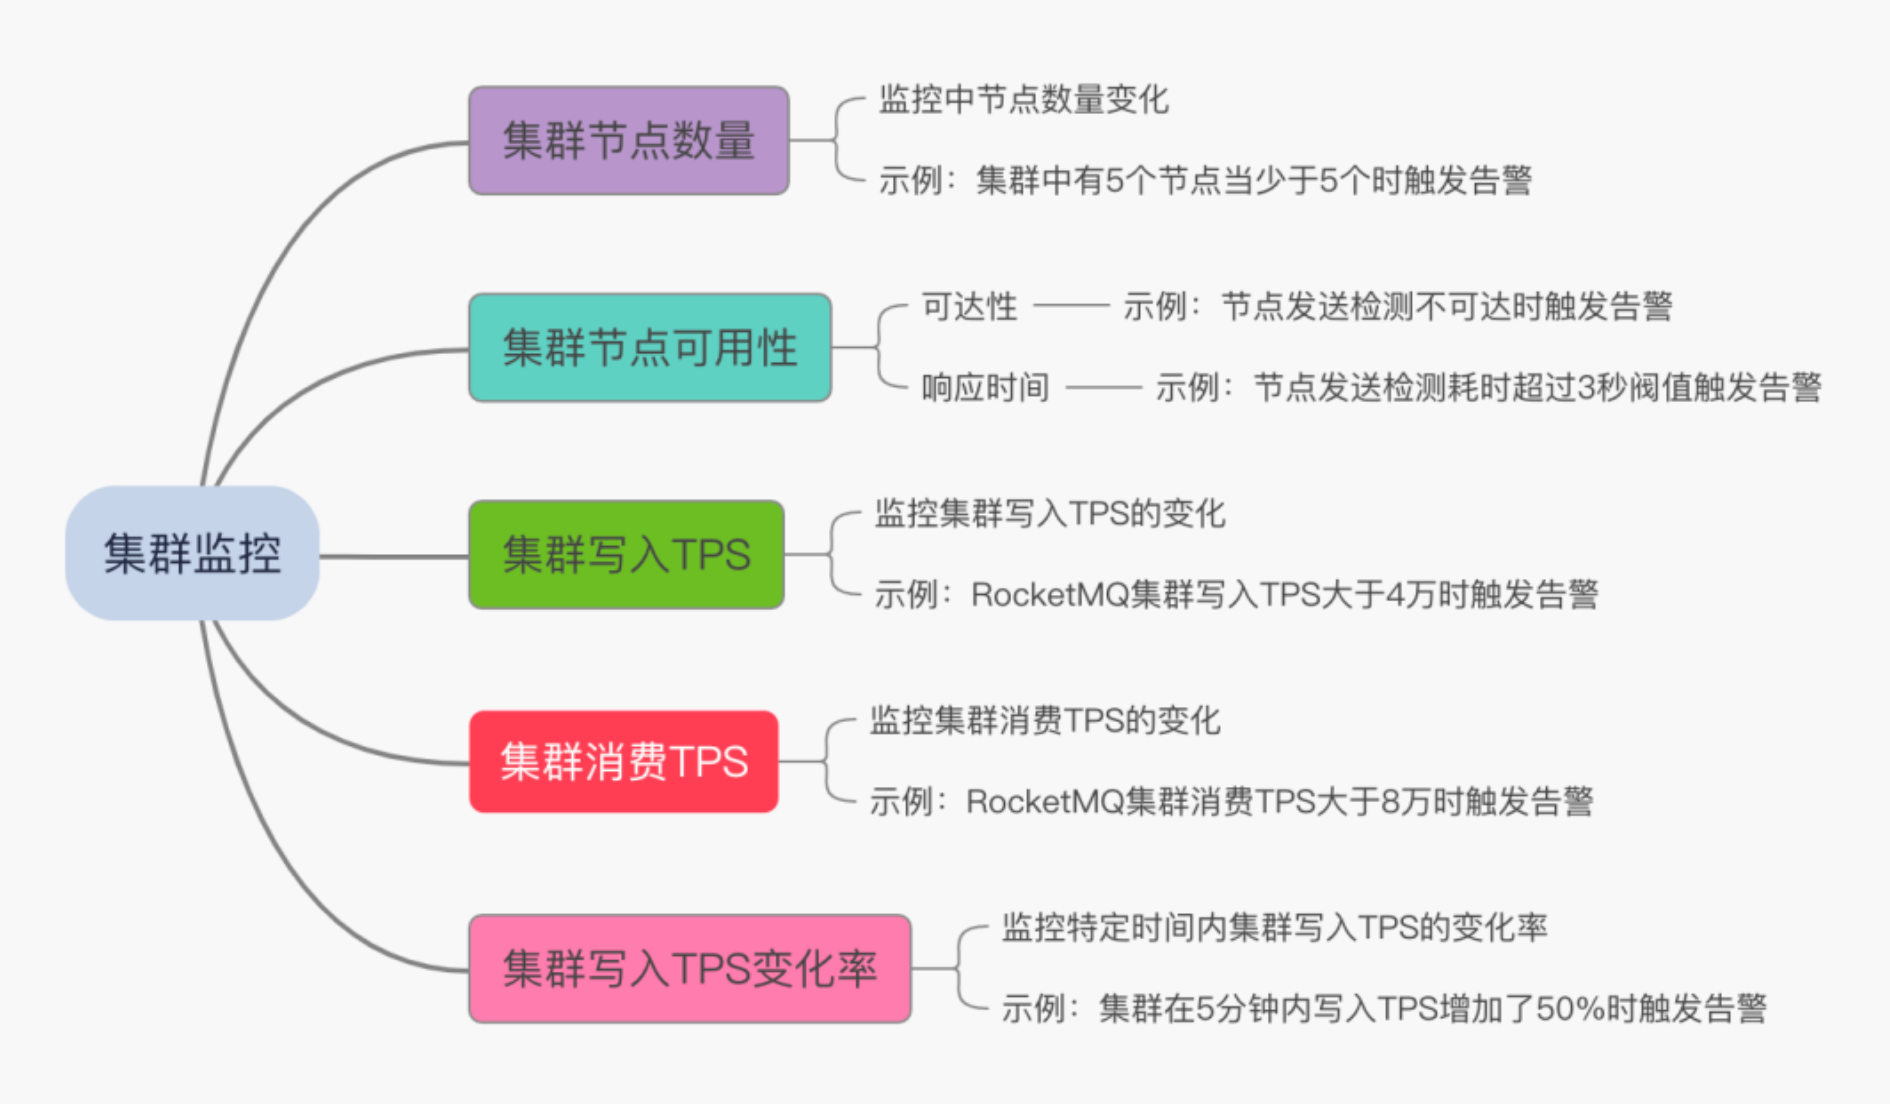 集群监控
集群节点数量
监控中节点数量变化
示例：集群中有5个节点当少于5个时触发告警
集群节点可用性
可达性
示例：节点发送检测不可达时触发告警
响应时间
示例：节点发送检测耗时超过3秒阀值触发告警
集群写入TPS
监控集群写入TPS的变化
示例：RocketMQ集群写入TPS大于4万时触发告警
集群消费TPS
监控集群消费TPS的变化
示例：RocketMQ集群消费TPS大于8万时触发告警
集群写入TPS变化率
监控特定时间内集群写入TPS的变化率
示例：集群在5分钟内写入TPS增加了50%时触发告警